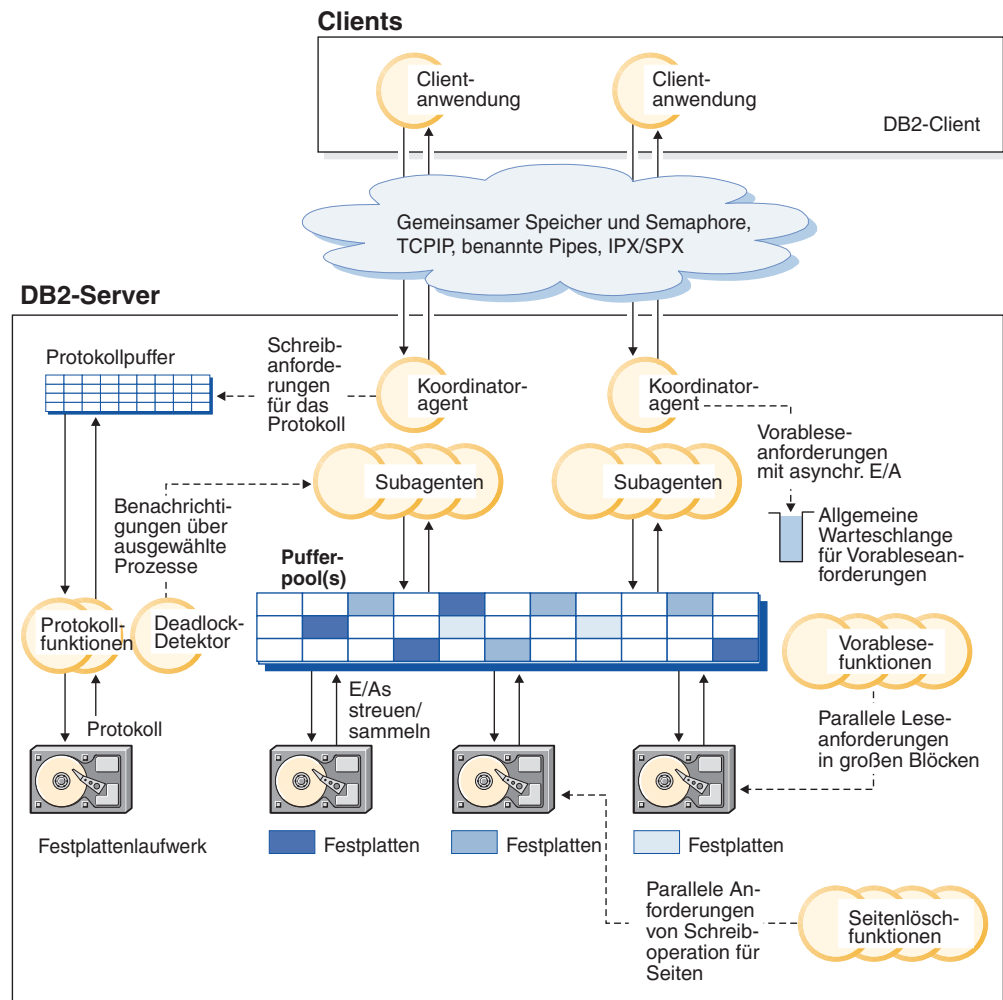 Clients
Client-
anwendung
Client-
anwendung
DB2-Client
Gemeinsamer Speicher und Semaphore,
TCPIP, benannte Pipes, IPX/SPX
DB2-Server
Protokollpuffer
Schreib-
anforde-
rungen
für das
Protokoll
Koordinator-
agent
Koordinator-
agent
Vorablese-
anforderungen
mit asynchr. E/A
Subagenten
Subagenten
Benachrichti-
gungen über
ausgewählte
Prozesse
Allgemeine
Warteschlange
für Vorablesean-
forderungen
Puffer-
pool(s)
Protokoll-
funktionen
Deadlock-
Detektor
Vorablese-
funktionen
E/As
streuen/
sammeln
Protokoll
Parallele Lese-
anforderungen
in großen Blöcken
Festplattenlaufwerk
Festplatten
Festplatten
Festplatten
Parallele An-
forderungen
von Schreib-
operation für
Seiten
Seitenlösch-
funktionen